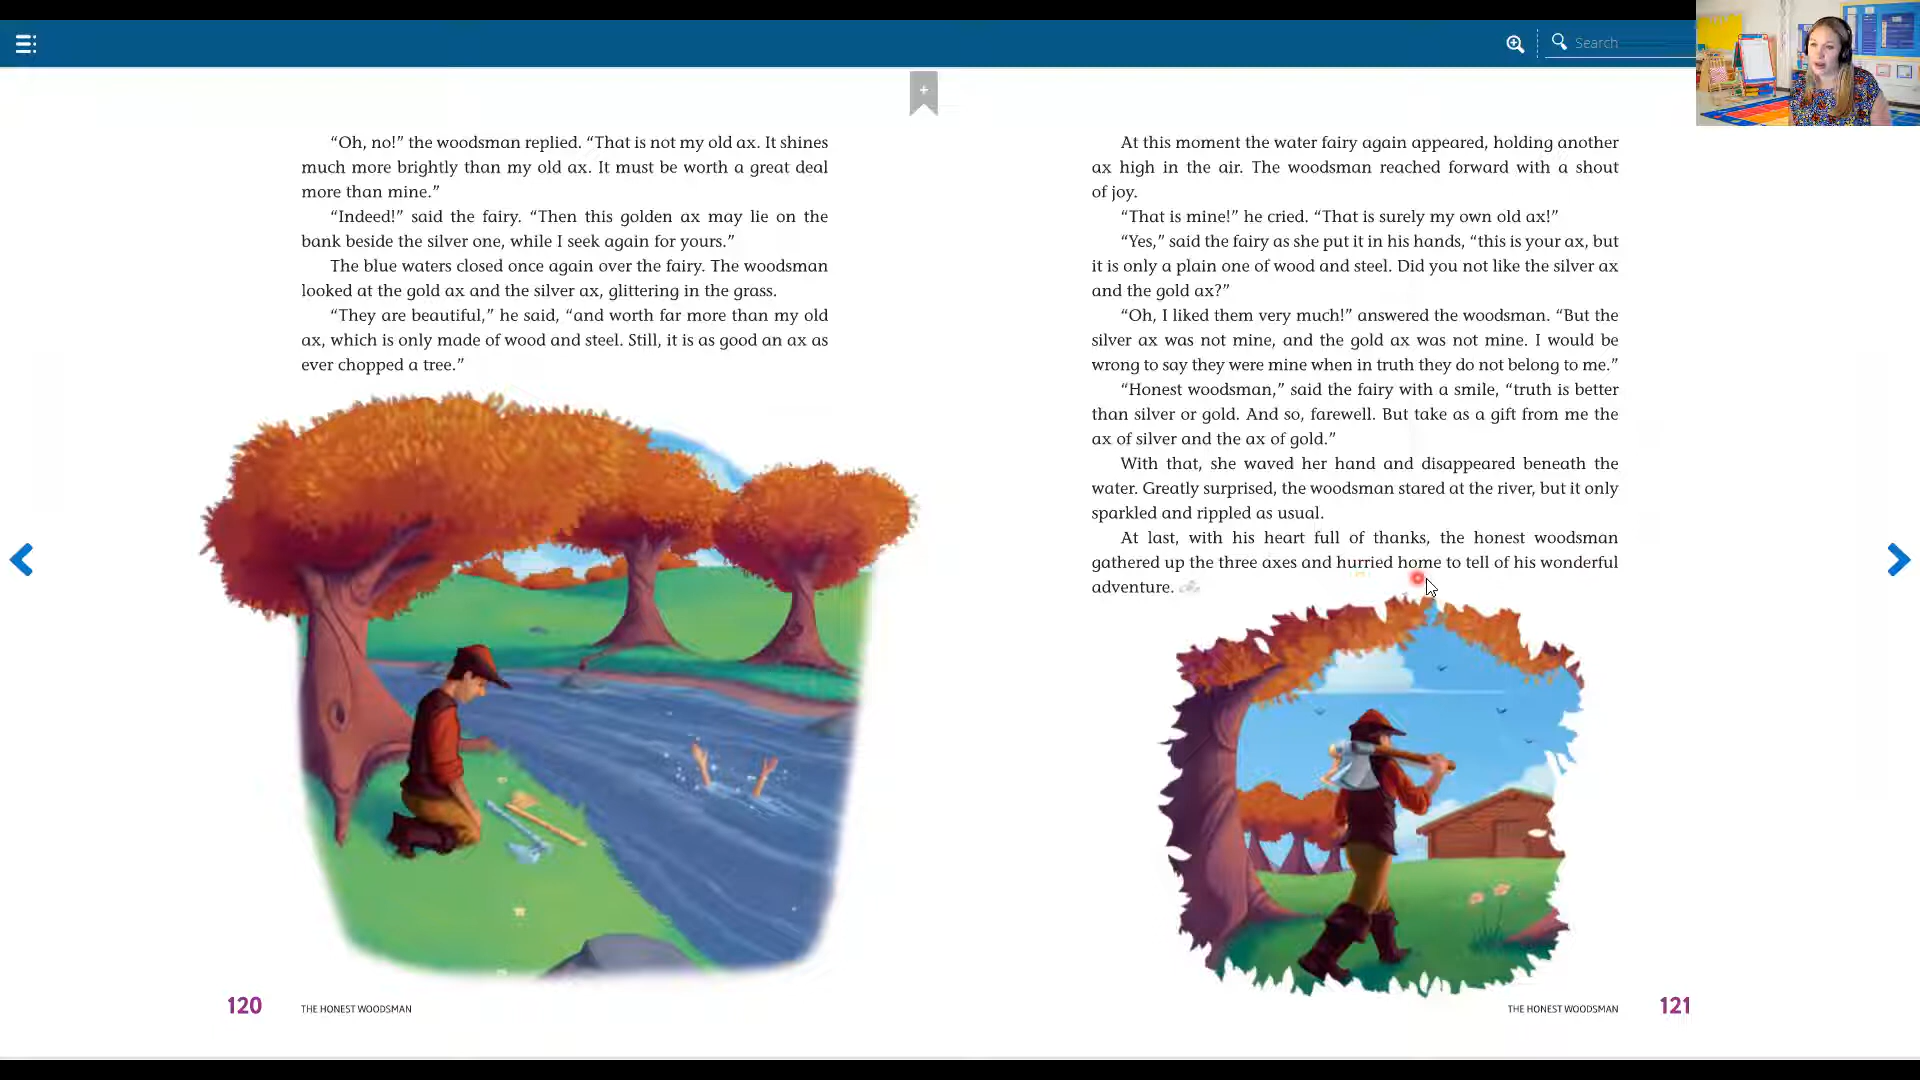 Search
+
“Oh, no!” the woodsman replied. “That is not my old ax. It shines
much more brightly than my old ax. It must be worth a great deal
more than mine.”
“Indeed!” said the fairy. “Then this golden ax may lie on the
bank beside the silver one, while I seek again for yours.”
The blue waters closed once again over the fairy. The woodsman
looked at the gold ax and the silver ax, glittering in the grass.
“They are beautiful,” he said, “and worth far more than my old
ax, which is only made of wood and steel. Still, it is as good an ax as
ever chopped a tree.”
120
THE HONEST WOODSMAN
At this moment the water fairy again appeared, holding another
ax high in the air. The woodsman reached forward with a shout
of joy.
“That is mine!” he cried. “That is surely my own old ax!”
“Yes,” said the fairy as she put it in his hands, “this is your ax, but
it is only a plain one of wood and steel. Did you not like the silver ax
and the gold ax?”
“Oh, I liked them very much!” answered the woodsman. “But the
silver ax was not mine, and the gold ax was not mine. I would be
wrong to say they were mine when in truth they do not belong to me.”
“Honest woodsman,” said the fairy with a smile, “truth is better
than silver or gold. And so, farewell. But take as a gift from me the
ax of silver and the ax of gold.”
With that, she waved her hand and disappeared beneath the
water. Greatly surprised, the woodsman stared at the river, but it only
sparkled and rippled as usual.
At last, with his heart full of thanks, the honest woodsman
gathered up the three axes and hurried home to tell of his wonderful
adventure.
THE HONEST WOODSMAN
121